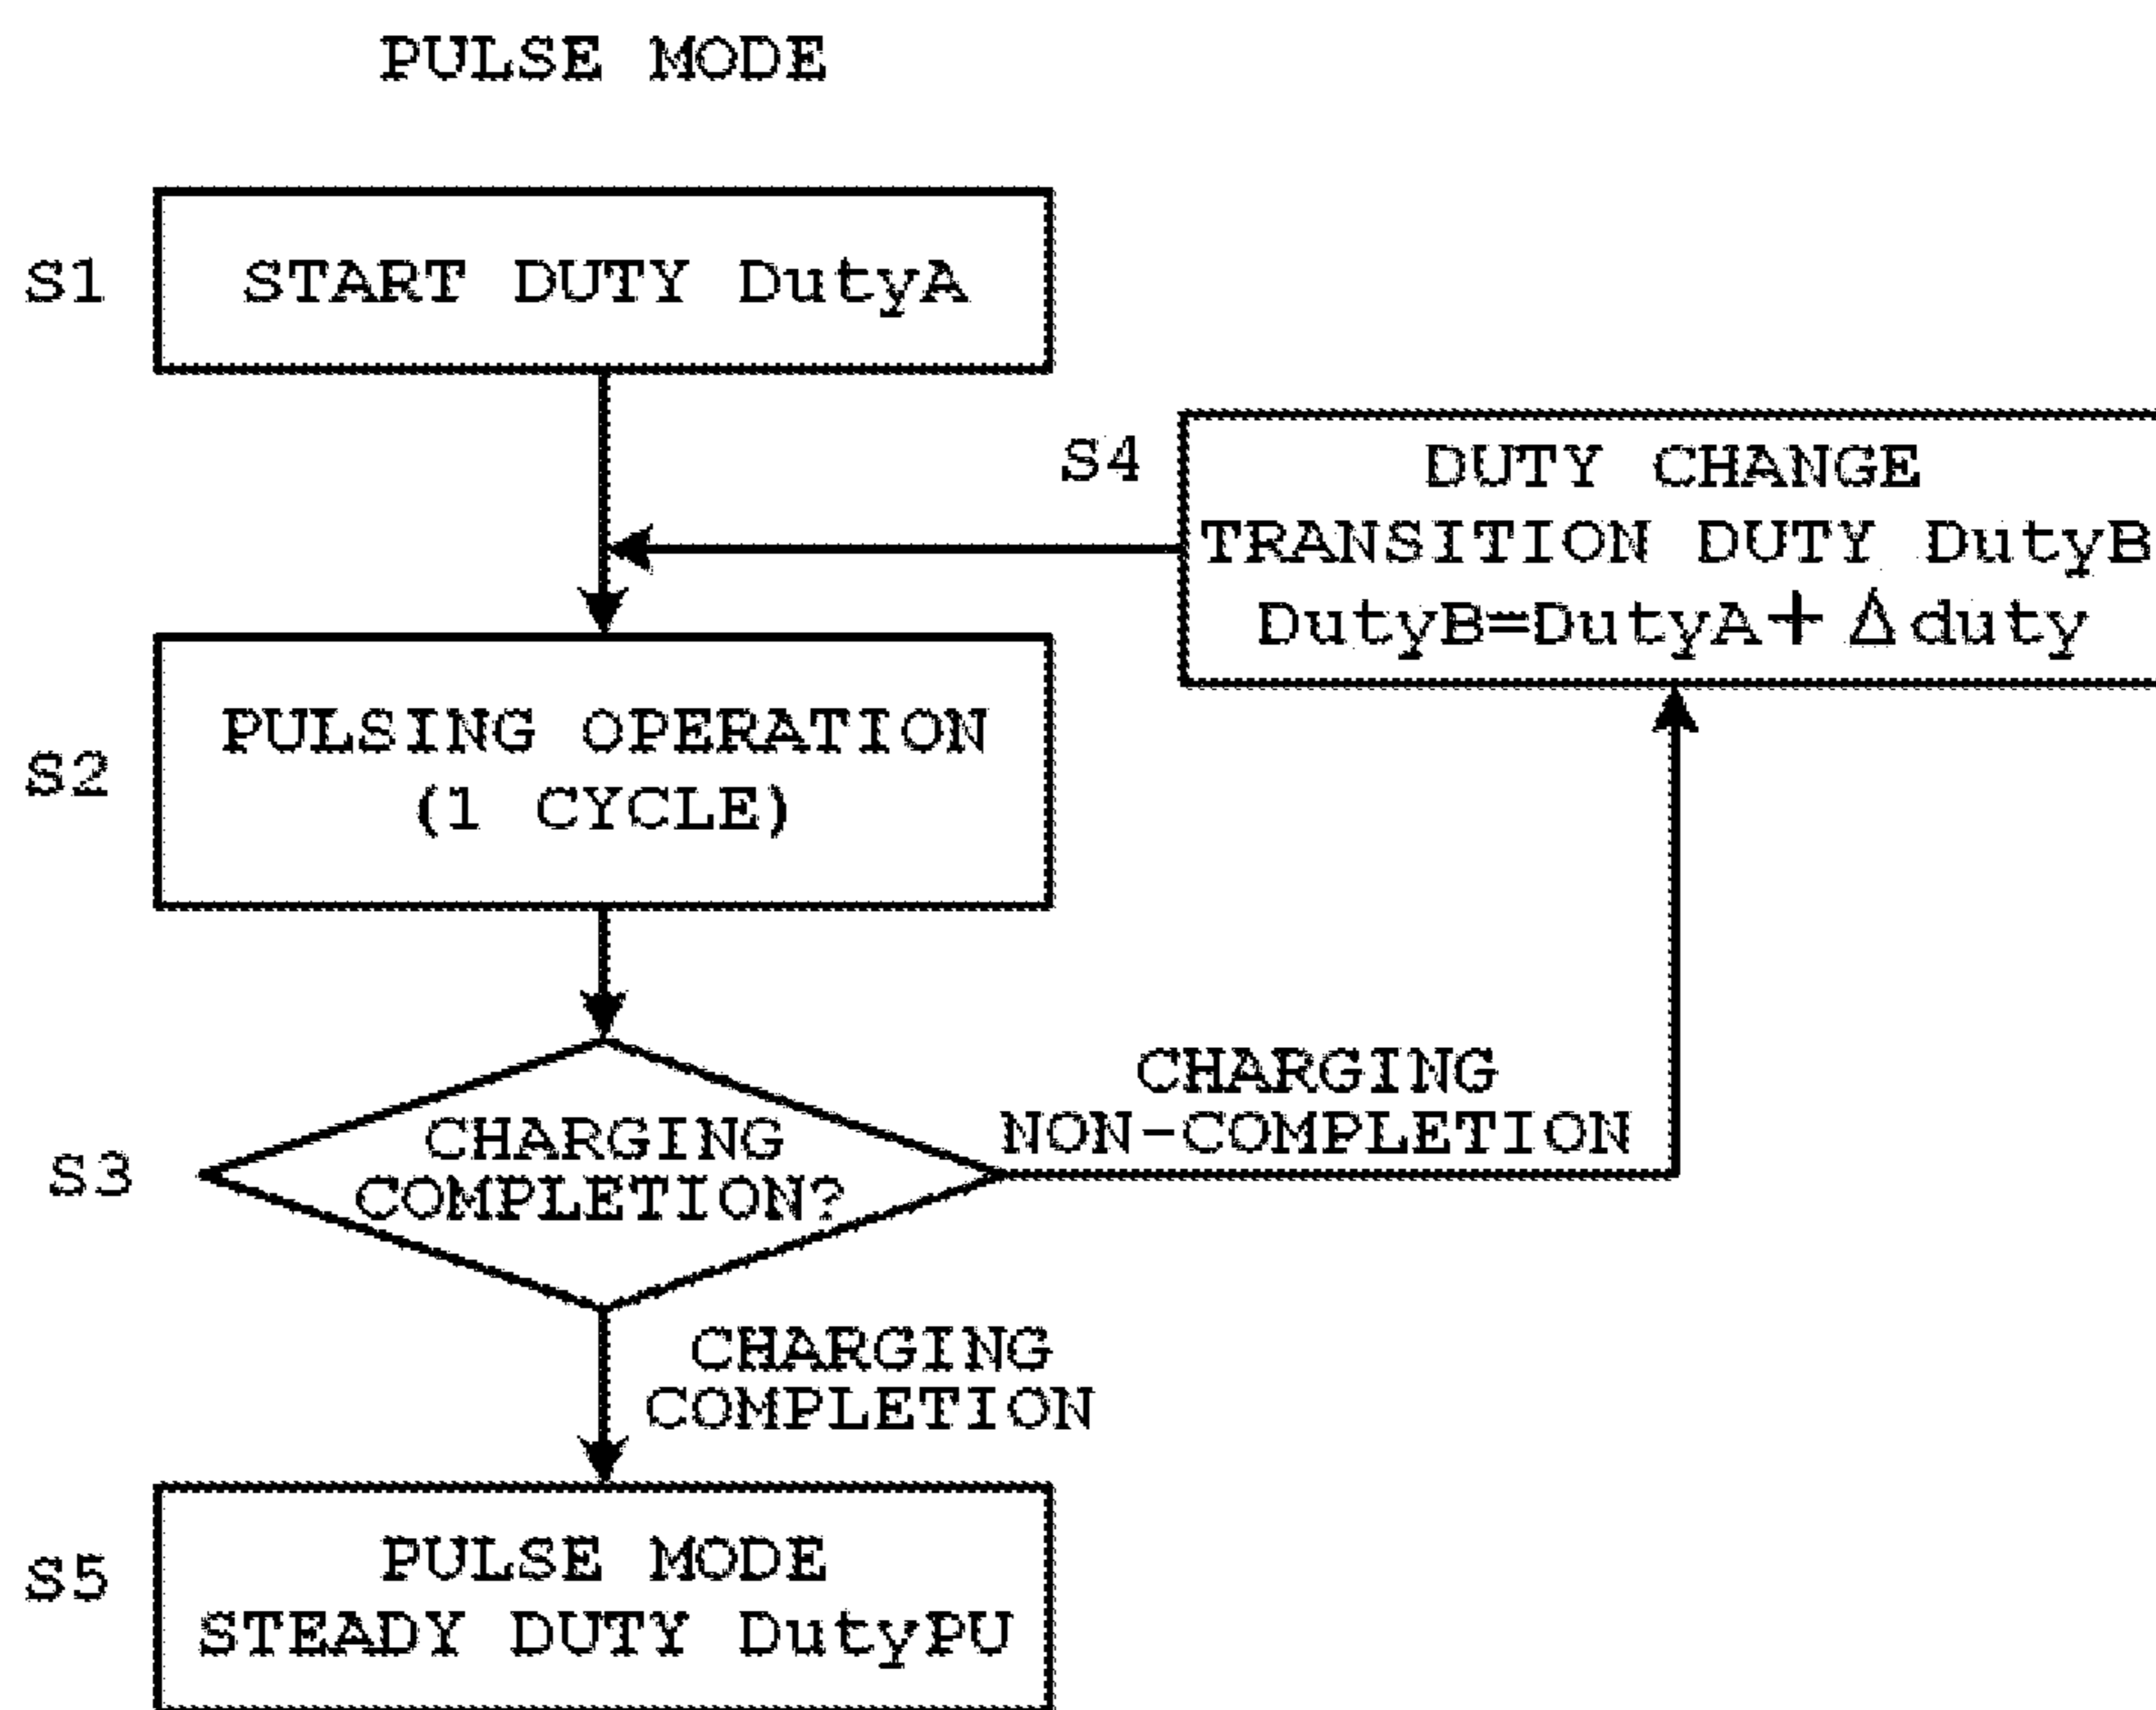 PULSE MODE
S1
START DUTY DutyA
S4
DUTY CHANGE
TRANSITION DUTY DutyB
DutyB=DutyA+Δduty
S2
PULSING OPERATION
(1 CYCLE)
S3
CHARGING
COMPLETION?
CHARGING
NON-COMPLETION
CHARGING
COMPLETION
S5
PULSE MODE
STEADY DUTY DutyPU